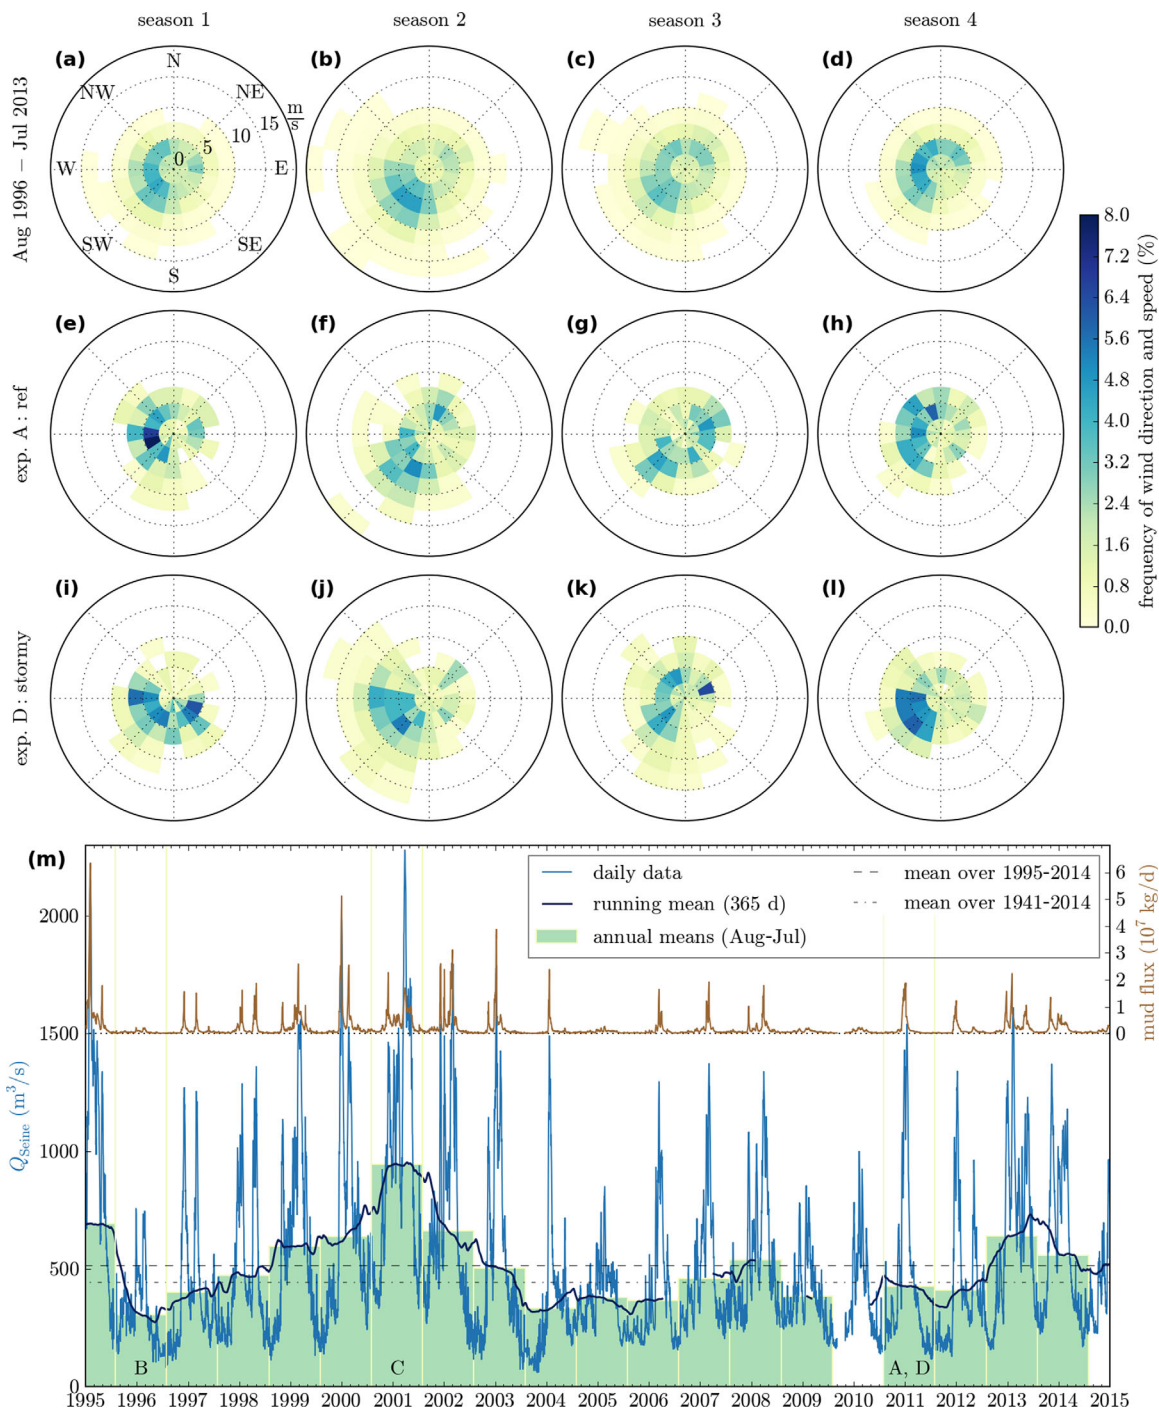 season 1 season 2 season 3 season 4
(a) (b) (c) (d)
N
NW NE
15 m/s
10
5
0
W E
SW SE
S
Aug 1996 − Jul 2013
(e) (f) (g) (h)
exp. A : ref
(i) (j) (k) (l)
exp. D : stormy
8.0
7.2
6.4
5.6
4.8
4.0
3.2
2.4
1.6
0.8
0.0
frequency of wind direction and speed (%)
(m)
daily data
running mean (365 d)
annual means (Aug-Jul)
mean over 1995-2014
mean over 1941-2014
2000
1500
1000
500
0
Q_Seine (m³/s)
6
5
4
3
2
1
0
mud flux (10⁷ kg/d)
B C A, D
1995 1996 1997 1998 1999 2000 2001 2002 2003 2004 2005 2006 2007 2008 2009 2010 2011 2012 2013 2014 2015